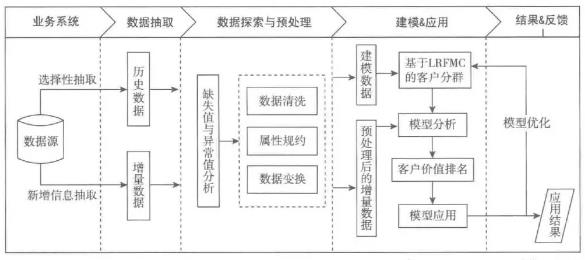 业务系统
数据抽取
数据探索与预处理
建模&应用
结果&反馈
选择性抽取
数据源
新增信息抽取
历史数据
增量数据
缺失值与异常值分析
数据清洗
属性规约
数据变换
建模数据
预处理后的增量数据
基于LRFMC
的客户分群
模型分析
客户价值排名
模型应用
模型优化
应用结果